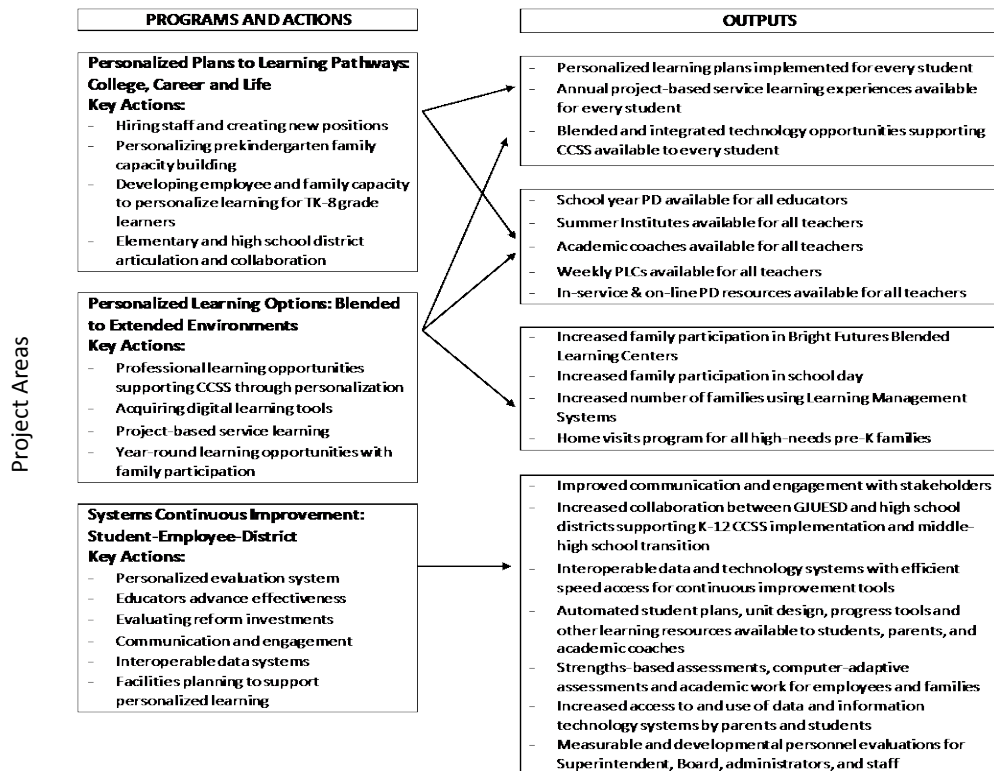 PROGRAMS AND ACTIONS
Personalized Plans to Learning Pathways:
College, Career and Life
Key Actions:
- Hiring staff and creating new positions
- Personalizing prekindergarten family
capacity building
- Developing employee and family capacity
to personalize learning for TK-8 grade
learners
- Elementary and high school district
articulation and collaboration
Personalized Learning Options: Blended
to Extended Environments
Key Actions:
- Professional learning opportunities
supporting CCSS through personalization
- Acquiring digital learning tools
- Project-based service learning
- Year-round learning opportunities with
family participation
Systems Continuous Improvement:
Student-Employee-District
Key Actions:
- Personalized evaluation system
- Educators advance effectiveness
- Evaluating reform investments
- Communication and engagement
- Interoperable data systems
- Facilities planning to support
personalized learning
Project Areas
OUTPUTS
- Personalized learning plans implemented for every student
- Annual project-based service learning experiences available
for every student
- Blended and integrated technology opportunities supporting
CCSS available to every student
- School year PD available for all educators
- Summer Institutes available for all teachers
- Academic coaches available for all teachers
- Weekly PLCs available for all teachers
- In-service & on-line PD resources available for all teachers
- Increased family participation in Bright Futures Blended
Learning Centers
- Increased family participation in school day
- Increased number of families using Learning Management
Systems
- Home visits program for all high-needs pre-K families
- Improved communication and engagement with stakeholders
- Increased collaboration between GJUESD and high school
districts supporting K-12 CCSS implementation and middle-
high school transition
- Interoperable data and technology systems with efficient
speed access for continuous improvement tools
- Automated student plans, unit design, progress tools and
other learning resources available to students, parents, and
academic coaches
- Strengths-based assessments, computer-adaptive
assessments and academic work for employees and families
- Increased access to and use of data and information
technology systems by parents and students
- Measurable and developmental personnel evaluations for
Superintendent, Board, administrators, and staff